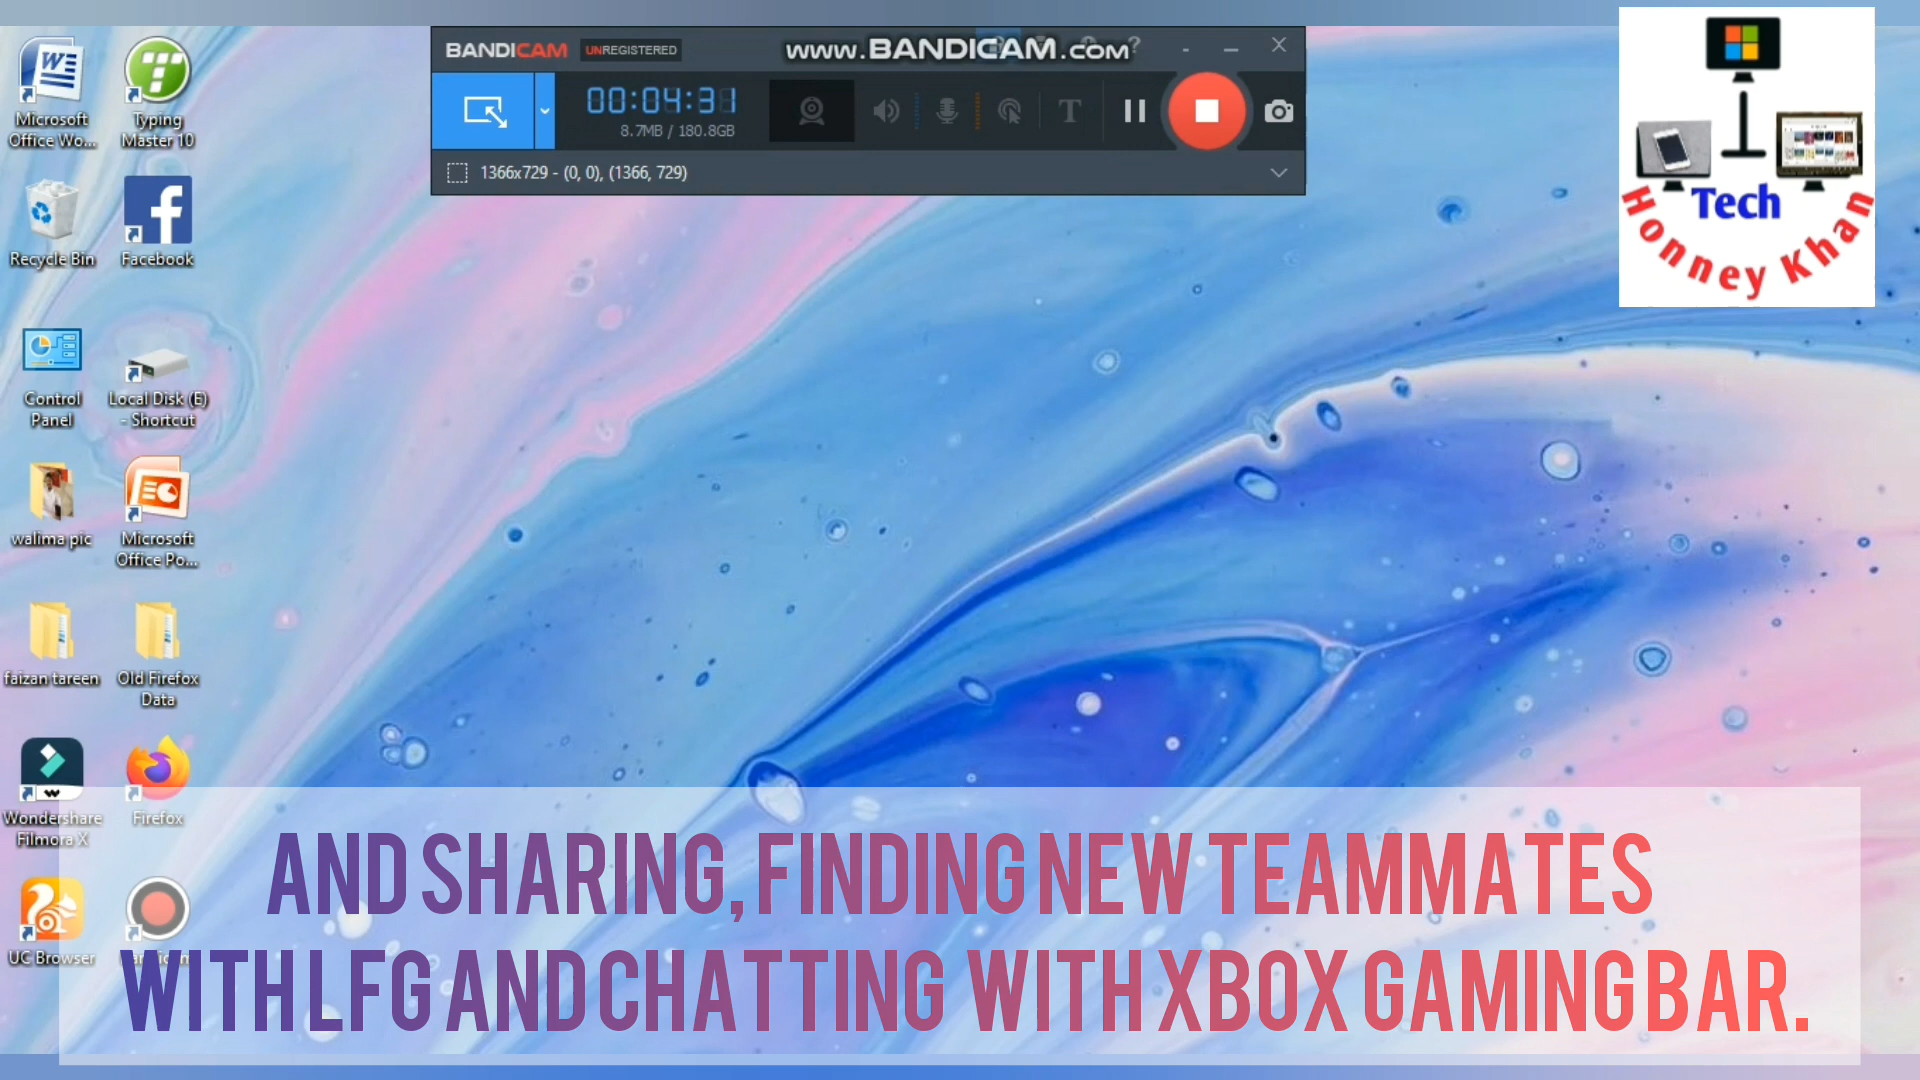 BANDICAM UNREGISTERED
www.BANDICAM.com
00:04:31
8.7MB / 180.8GB
T
1366x729 - (0, 0), (1366, 729)
Tech
Honney Khan
Microsoft
Office Wo...
Typing
Master 10
Recycle Bin
Facebook
Control
Panel
Local Disk (E)
- Shortcut
walima pic
Microsoft
Office Po...
faizan tareen
Old Firefox
Data
Wondershare
Filmora X
Firefox
UC Browser
AND SHARING, FINDING NEW TEAMMATES
WITH LFG AND CHATTING WITH XBOX GAMING BAR.